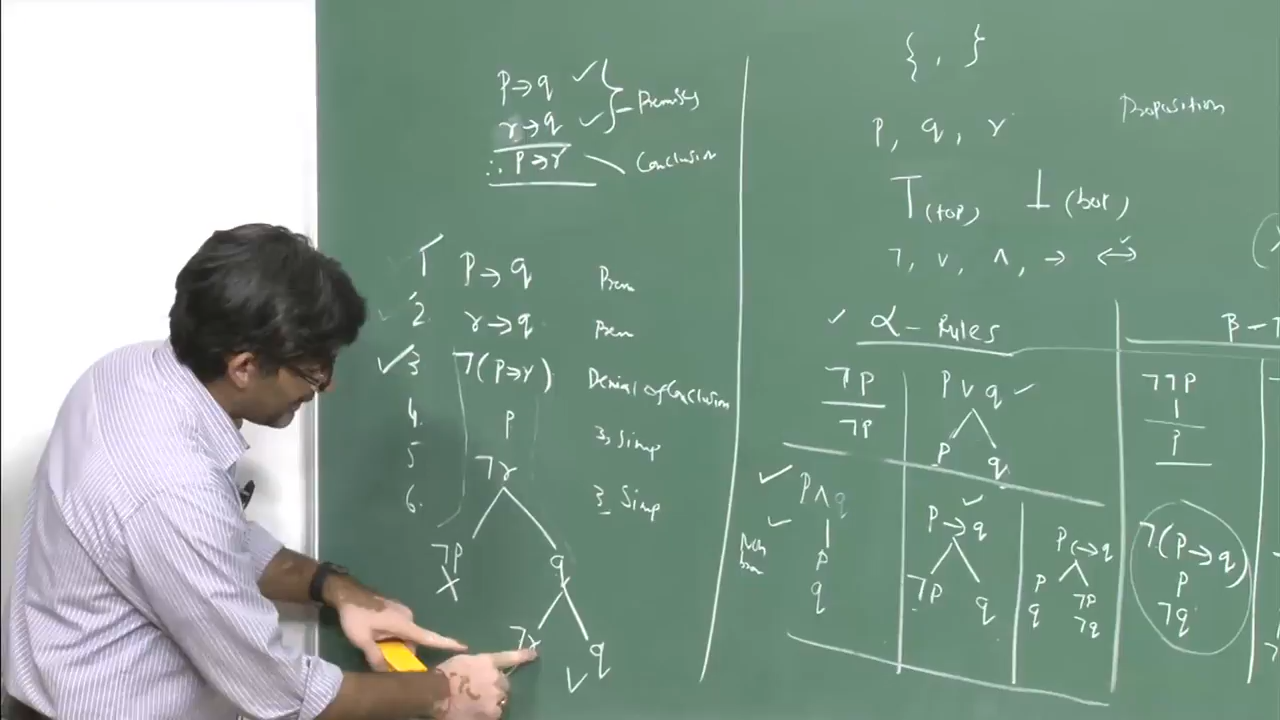 p→q ✓
r→q ✓ } Premises
∴ p→r Conclusion
1 p→q Prem
2 r→q Prem
3 ¬(p→r) Denial of Conclusion
4. p 3, Simp
5 ¬r
6. 3 Simp
¬p q
X
¬r q
✓
{ , }
p, q, r Proposition
⊤ (top) ⊥ (bot)
¬, ∨, ∧, →, ↔
✓ α-Rules
β-
¬p
¬p
p∨q ✓
p q
¬¬p
p
✓ p∧q
p
q
p→q ✓
¬p q
p↔q
p ¬p
q ¬q
¬(p→q)
p
¬q